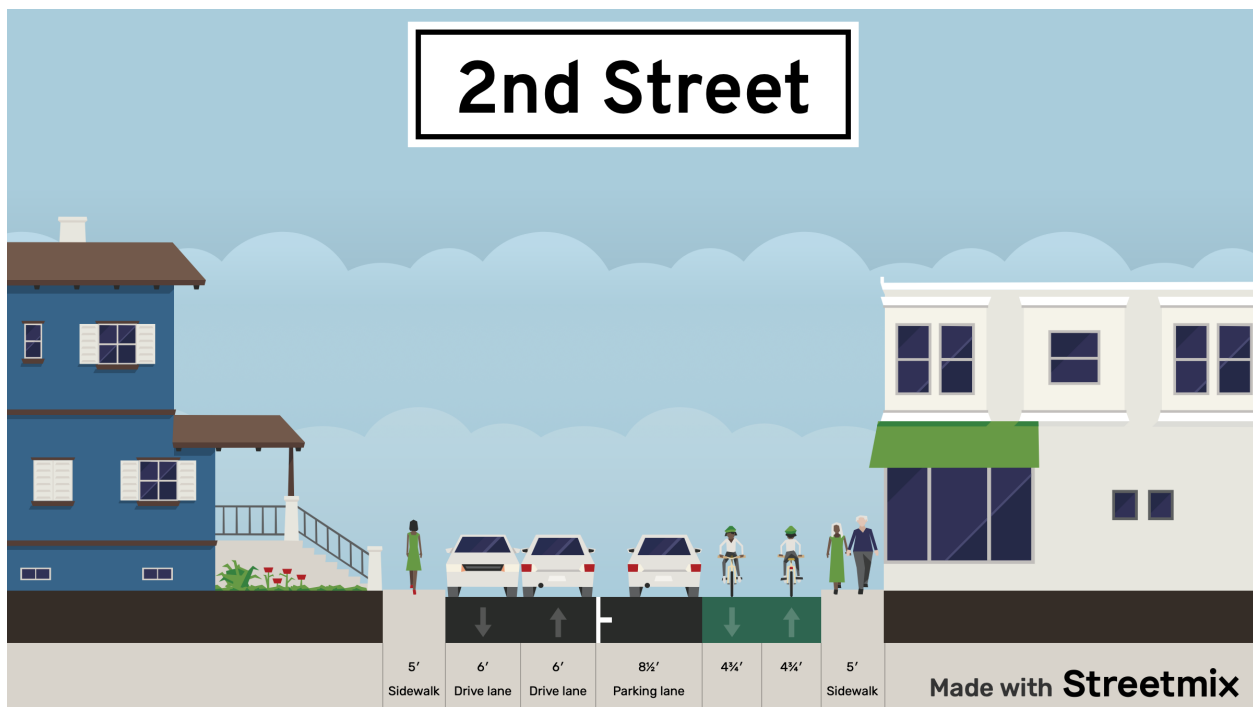 2nd Street
5′ 6′ 6′ 8½′ 4¾′ 4¾′ 5′
Sidewalk Drive lane Drive lane Parking lane Sidewalk
Made with Streetmix